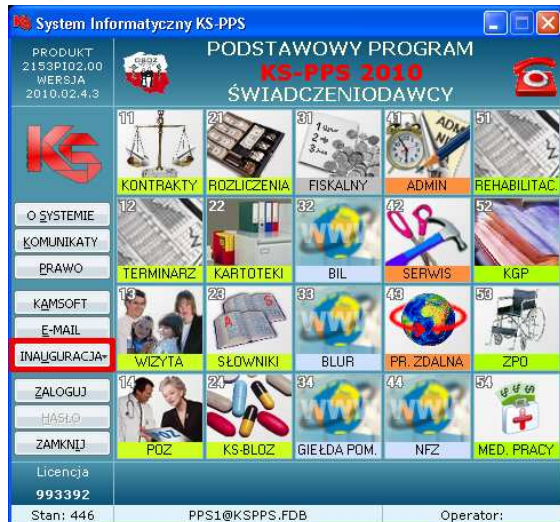 System Informatyczny KS-PPS
PRODUKT
2153PI02.00
WERSJA
2010.02.4.3
OBOZ
PODSTAWOWY PROGRAM
KS-PPS 2010
ŚWIADCZENIODAWCY
KS
O SYSTEMIE
KOMUNIKATY
PRAWO
KAMSOFT
E-MAIL
INAUGURACJA
ZALOGUJ
HASŁO
ZAMKNIJ
11 21 31 41 51
KONTRAKTY ROZLICZENIA FISKALNY ADMIN REHABILITAC
12 22 32 42 52
TERMINARZ KARTOTEKI BIL SERWIS KGP
13 23 33 43 53
WIZYTA SŁOWNIKI BLUR PR. ZDALNA ZPO
14 24 34 44 54
POZ KS-BLOZ GIEŁDA POM. NFZ MED. PRACY
Licencja
993392
Stan: 446 PPS1@KSPPS.FDB Operator: